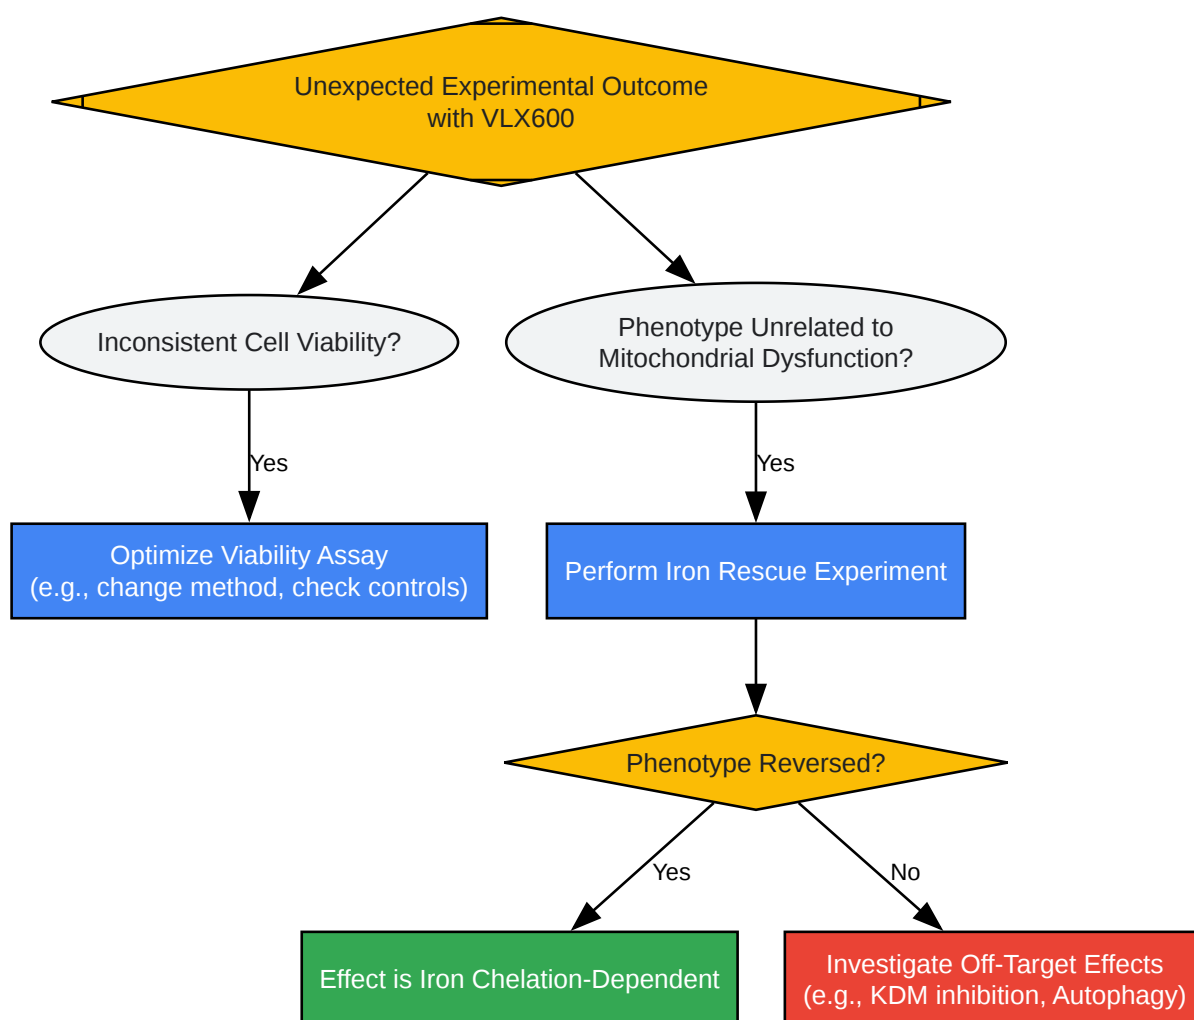 Unexpected Experimental Outcome
with VLX600
Inconsistent Cell Viability?
Phenotype Unrelated to
Mitochondrial Dysfunction?
Yes
Yes
Optimize Viability Assay
(e.g., change method, check controls)
Perform Iron Rescue Experiment
Phenotype Reversed?
Yes
No
Effect is Iron Chelation-Dependent
Investigate Off-Target Effects
(e.g., KDM inhibition, Autophagy)